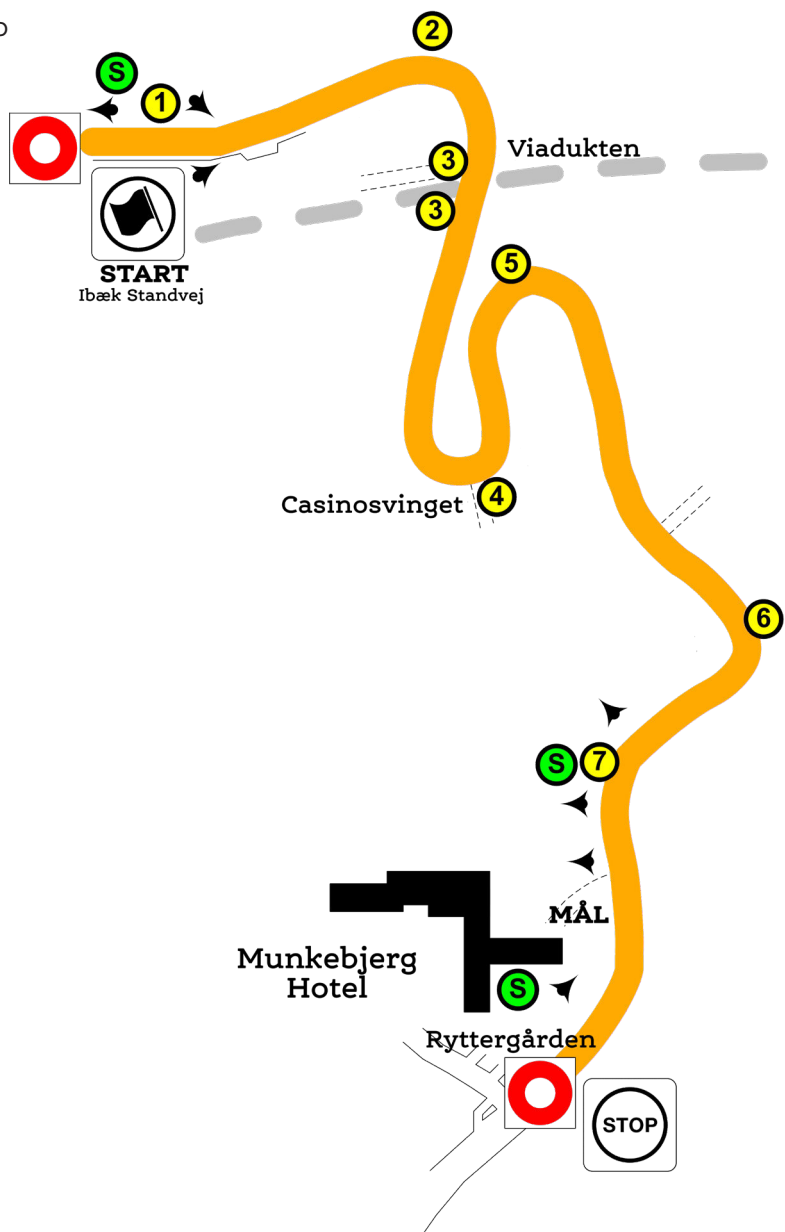 2
S
1
3
Viadukten
3
START
Ibæk Standvej
5
4
Casinosvinget
6
S
7
MÅL
Munkebjerg
Hotel
S
Ryttergården
STOP